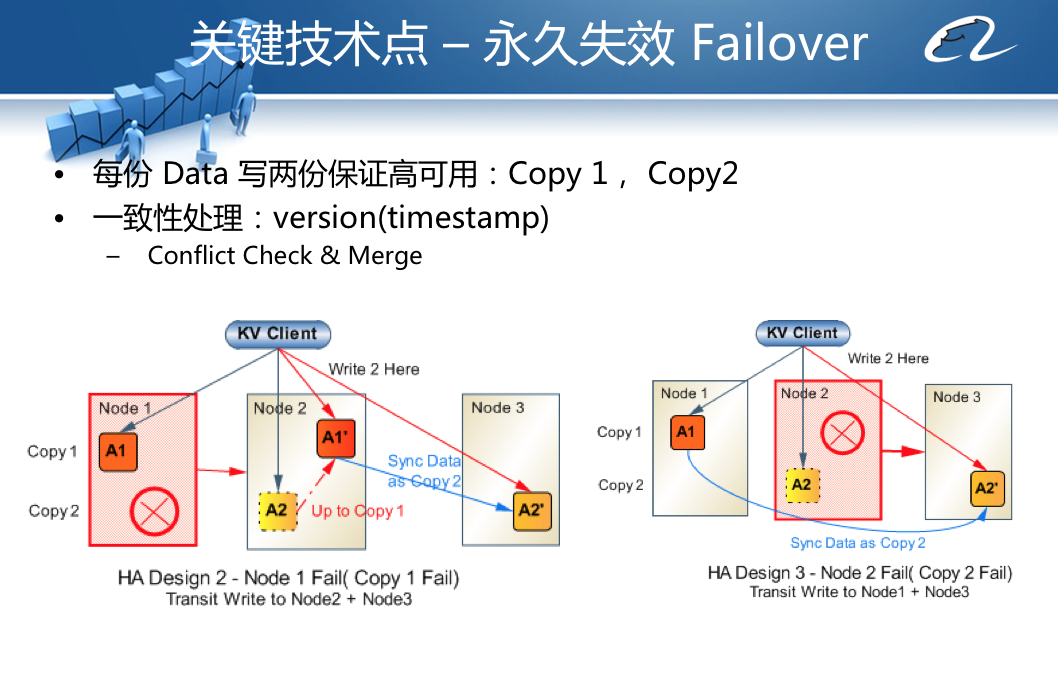 关键技术点 – 永久失效 Failover
• 每份 Data 写两份保证高可用：Copy 1， Copy2
• 一致性处理：version(timestamp)
– Conflict Check & Merge
KV Client
Write 2 Here
Node 1
Node 2
Node 3
Copy 1
A1
A1'
Sync Data
as Copy 2
Copy 2
A2
Up to Copy 1
A2'
HA Design 2 - Node 1 Fail( Copy 1 Fail)
Transit Write to Node2 + Node3
KV Client
Write 2 Here
Node 1
Node 2
Node 3
Copy 1
A1
Copy 2
A2
A2'
Sync Data as Copy 2
HA Design 3 - Node 2 Fail( Copy 2 Fail)
Transit Write to Node1 + Node3